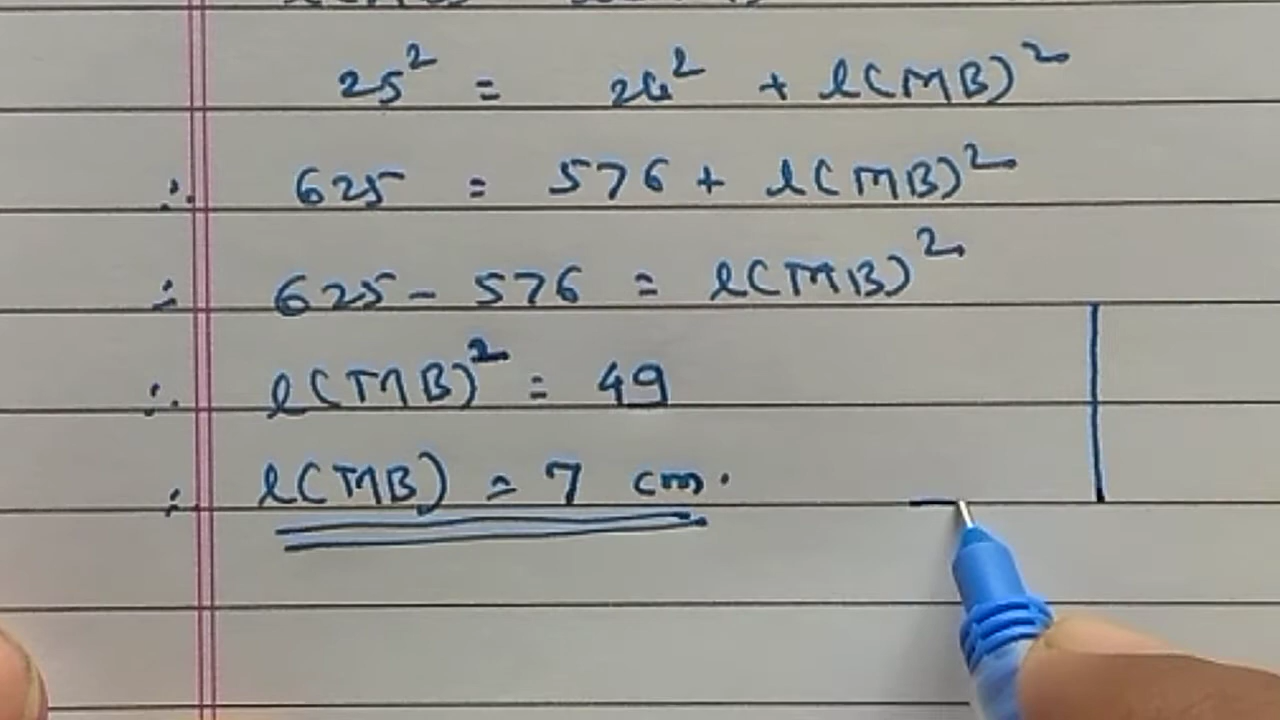 25² = 24² + l(MB)²
∴ 625 = 576 + l(MB)²
∴ 625 - 576 = l(MB)²
∴ l(MB)² = 49
∴ l(MB) = 7 cm.